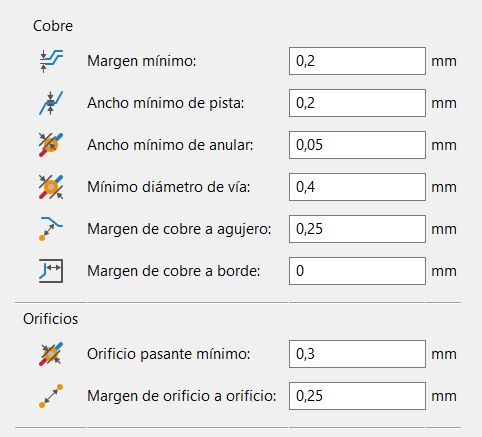 Cobre
Margen mínimo: 0,2 mm
Ancho mínimo de pista: 0,2 mm
Ancho mínimo de anular: 0,05 mm
Mínimo diámetro de vía: 0,4 mm
Margen de cobre a agujero: 0,25 mm
Margen de cobre a borde: 0 mm
Orificios
Orificio pasante mínimo: 0,3 mm
Margen de orificio a orificio: 0,25 mm